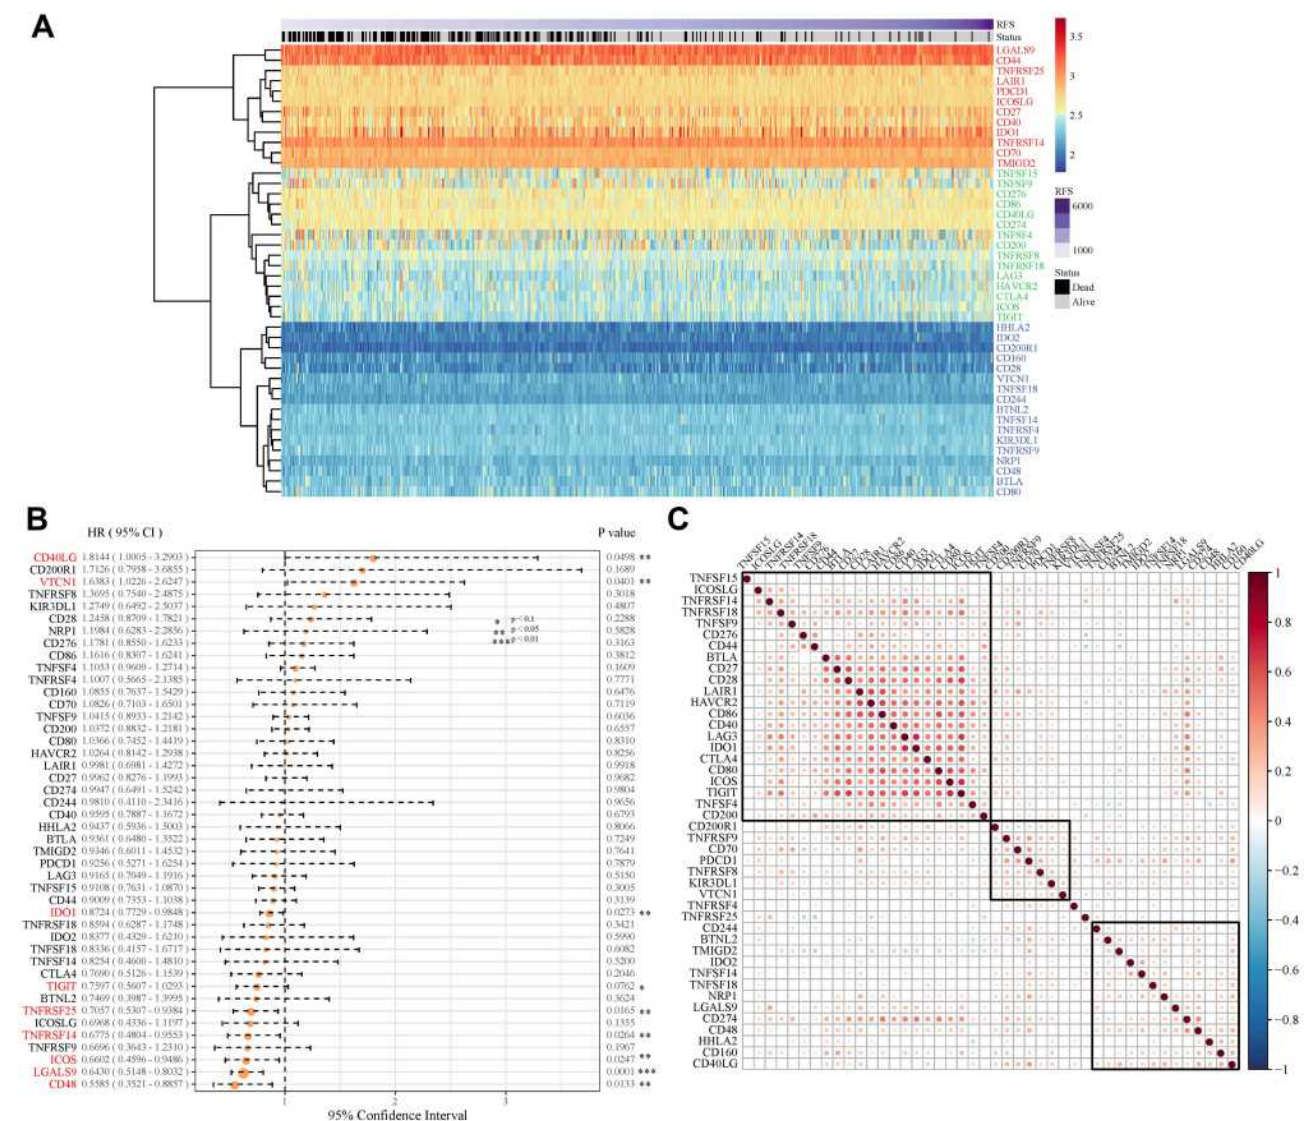 A
RFS
Status
LGALS9
CD44
TNFRSF25
LAIR1
PDCD1
ICOSLG
CD27
CD40
IDO1
TNFRSF14
CD70
TMIGD2
TNFSF15
TNFSF9
CD276
CD86
CD40LG
CD274
TNFSF4
CD200
TNFRSF8
TNFRSF18
LAG3
HAVCR2
CTLA4
ICOS
TIGIT
HHLA2
IDO2
CD200R1
CD160
CD28
VTCN1
TNFSF18
CD244
BTNL2
TNFSF14
TNFRSF4
KIR3DL1
TNFRSF9
NRP1
CD48
BTLA
CD80
3.5
3
2.5
2
RFS
6000
1000
Status
Dead
Alive
B
HR ( 95% CI )
P value
CD40LG 1.8144 ( 1.0005 - 3.2903) 0.0498 **
CD200R1 1.7126 ( 0.7958 - 3.6855) 0.1689
VTCN1 1.6383 ( 1.0226 - 2.6247) 0.0401 **
TNFRSF8 1.3695 ( 0.7540 - 2.4875) 0.3018
KIR3DL1 1.2749 ( 0.6492 - 2.5037) 0.4807
CD28 1.2458 ( 0.8709 - 1.7821) 0.2288
NRP1 1.1984 ( 0.6283 - 2.2856) 0.5828
CD276 1.1781 ( 0.8550 - 1.6233) 0.3163
CD86 1.1616 ( 0.8307 - 1.6241) 0.3812
TNFSF4 1.1053 ( 0.9609 - 1.2714) 0.1609
TNFRSF4 1.1007 ( 0.5665 - 2.1385) 0.7771
CD160 1.0855 ( 0.7637 - 1.5429) 0.6476
CD70 1.0826 ( 0.7103 - 1.6501) 0.7119
TNFSF9 1.0415 ( 0.8933 - 1.2142) 0.6036
CD200 1.0372 ( 0.8832 - 1.2181) 0.6557
CD80 1.0366 ( 0.7452 - 1.4419) 0.8310
HAVCR2 1.0264 ( 0.8142 - 1.2938) 0.8256
LAIR1 0.9981 ( 0.6981 - 1.4272) 0.9918
CD27 0.9962 ( 0.8276 - 1.1993) 0.9682
CD274 0.9947 ( 0.6491 - 1.5242) 0.9804
CD244 0.9810 ( 0.4110 - 2.3416) 0.9656
CD40 0.9595 ( 0.7887 - 1.1672) 0.6793
HHLA2 0.9437 ( 0.5936 - 1.5003) 0.8066
BTLA 0.9361 ( 0.6480 - 1.3522) 0.7249
TMIGD2 0.9346 ( 0.6011 - 1.4532) 0.7641
PDCD1 0.9256 ( 0.5271 - 1.6254) 0.7879
LAG3 0.9165 ( 0.7049 - 1.1916) 0.5150
TNFSF15 0.9108 ( 0.7631 - 1.0870) 0.3005
CD44 0.9009 ( 0.7353 - 1.1038) 0.3139
IDO1 0.8724 ( 0.7729 - 0.9848) 0.0273 **
TNFRSF18 0.8594 ( 0.6287 - 1.1748) 0.3421
IDO2 0.8377 ( 0.4329 - 1.6210) 0.5990
TNFSF18 0.8336 ( 0.4157 - 1.6717) 0.6082
TNFSF14 0.8254 ( 0.4600 - 1.4810) 0.5200
CTLA4 0.7690 ( 0.5126 - 1.1539) 0.2046
TIGIT 0.7597 ( 0.5607 - 1.0293) 0.0762 *
BTNL2 0.7469 ( 0.3987 - 1.3995) 0.3624
TNFRSF25 0.7057 ( 0.5307 - 0.9384) 0.0165 **
ICOSLG 0.6968 ( 0.4336 - 1.1197) 0.1355
TNFRSF14 0.6775 ( 0.4804 - 0.9553) 0.0264 **
TNFRSF9 0.6696 ( 0.3643 - 1.2310) 0.1967
ICOS 0.6602 ( 0.4596 - 0.9486) 0.0247 **
LGALS9 0.6430 ( 0.5148 - 0.8032) 0.0001 ***
CD48 0.5585 ( 0.3521 - 0.8857) 0.0133 **
* p<0.1
** p<0.05
*** p<0.01
1 2 3
95% Confidence Interval
C
TNFSF15
ICOSLG
TNFRSF14
TNFRSF18
TNFSF9
CD276
CD44
BTLA
CD27
CD28
LAIR1
HAVCR2
CD86
CD40
LAG3
IDO1
CTLA4
CD80
ICOS
TIGIT
TNFSF4
CD200
CD200R1
TNFRSF9
CD70
PDCD1
TNFRSF8
KIR3DL1
VTCN1
TNFRSF4
TNFRSF25
CD244
BTNL2
TMIGD2
IDO2
TNFSF14
TNFSF18
NRP1
LGALS9
CD274
CD48
HHLA2
CD160
CD40LG
1
0.8
0.6
0.4
0.2
0
−0.2
−0.4
−0.6
−0.8
−1